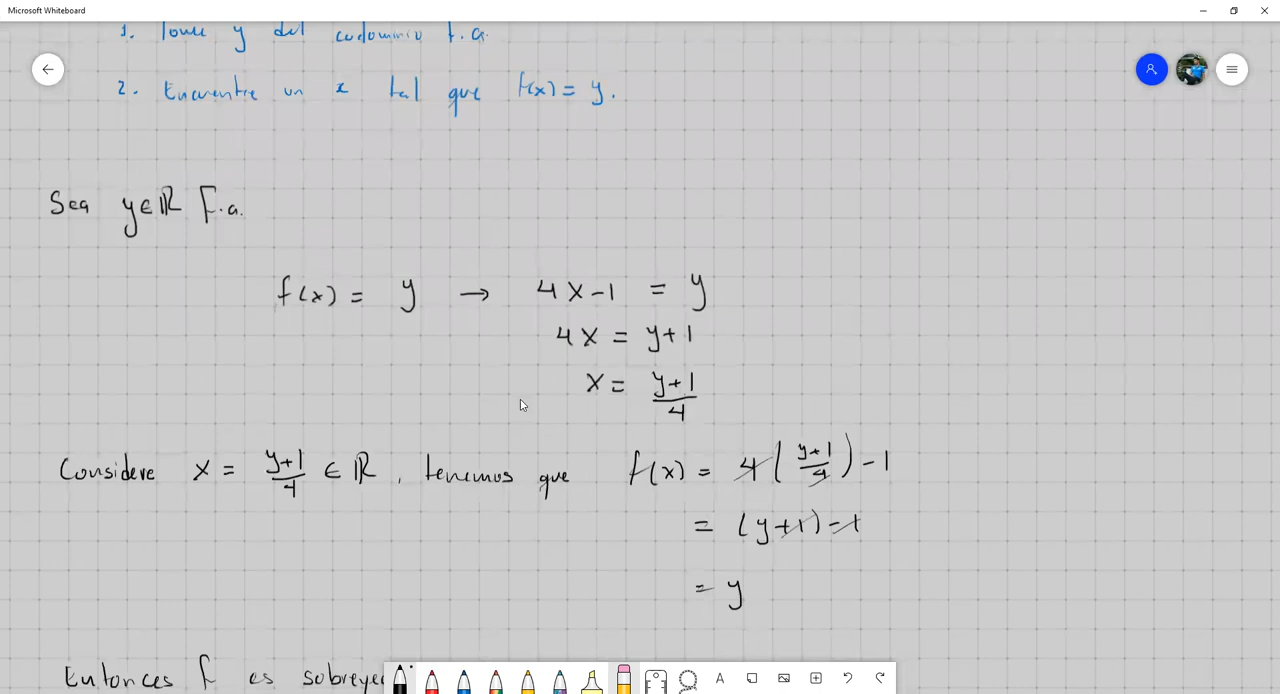 Microsoft Whiteboard
1. Tome y del codominio f.a.
2. Encuentre un x tal que f(x) = y.
Sea y∈ℝ F.a.
f(x) = y → 4x-1 = y
4x = y+1
x = y+1/4
Considere x = y+1/4 ∈ ℝ, tenemos que f(x) = 4(y+1/4)-1
= (y+1)-1
= y
Entonces f es sobreyec